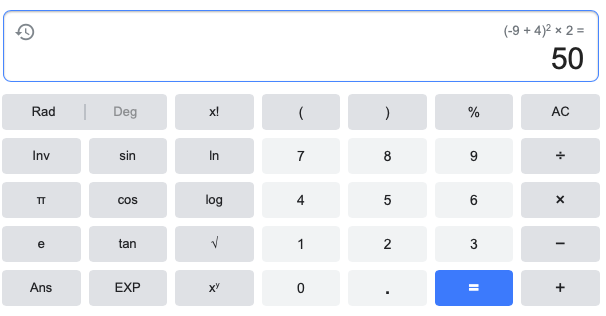 (-9 + 4)² × 2 =
50
Rad | Deg x! ( ) % AC
Inv sin ln 7 8 9 ÷
π cos log 4 5 6 ×
e tan √ 1 2 3 −
Ans EXP xʸ 0 . = +